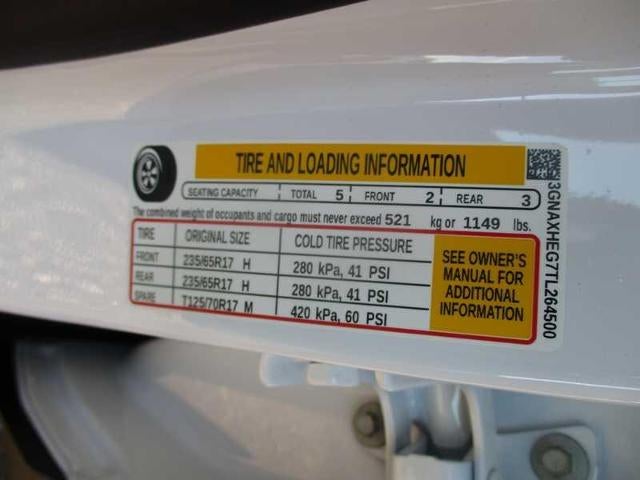 TIRE AND LOADING INFORMATION
SEATING CAPACITY TOTAL 5 FRONT 2 REAR 3
The combined weight of occupants and cargo must never exceed 521 kg or 1149 lbs.
TIRE ORIGINAL SIZE COLD TIRE PRESSURE
FRONT 235/65R17 H 280 kPa, 41 PSI
REAR 235/65R17 H 280 kPa, 41 PSI
SPARE T125/70R17 M 420 kPa, 60 PSI
SEE OWNER'S
MANUAL FOR
ADDITIONAL
INFORMATION
3GNAXHEG7TL264500